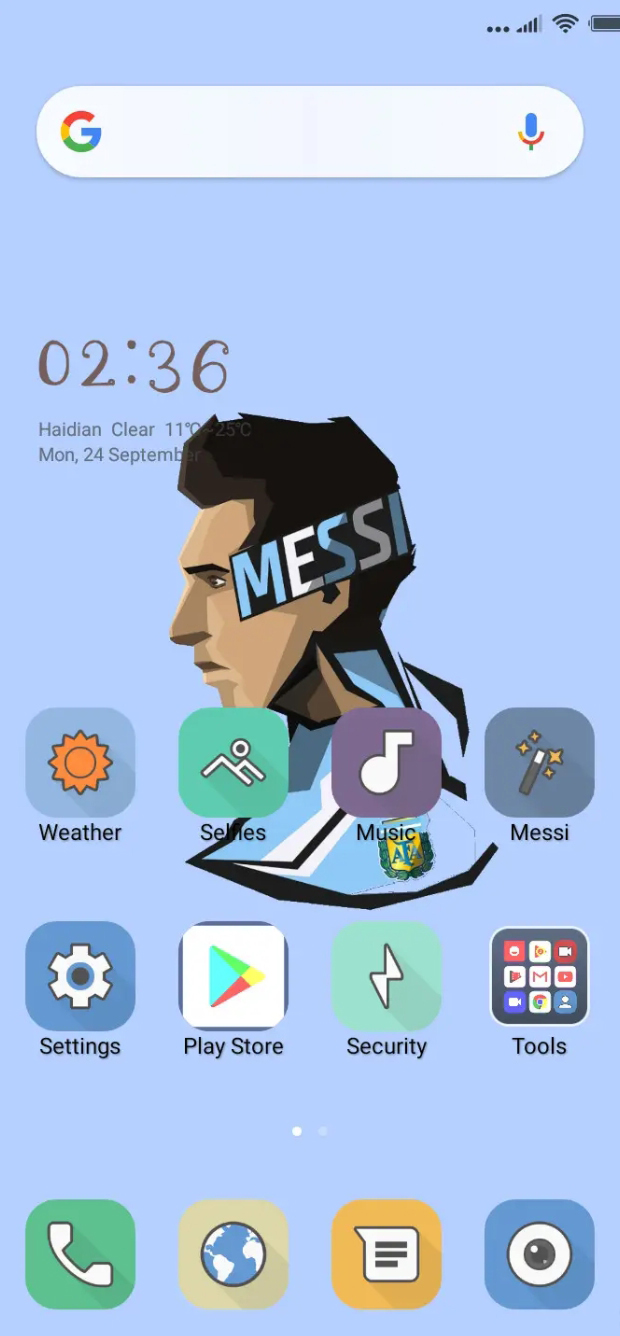 02:36
Haidian Clear 11℃~25℃
Mon, 24 September
MESSI
Weather Selfies Music Messi
AFA
Settings Play Store Security Tools